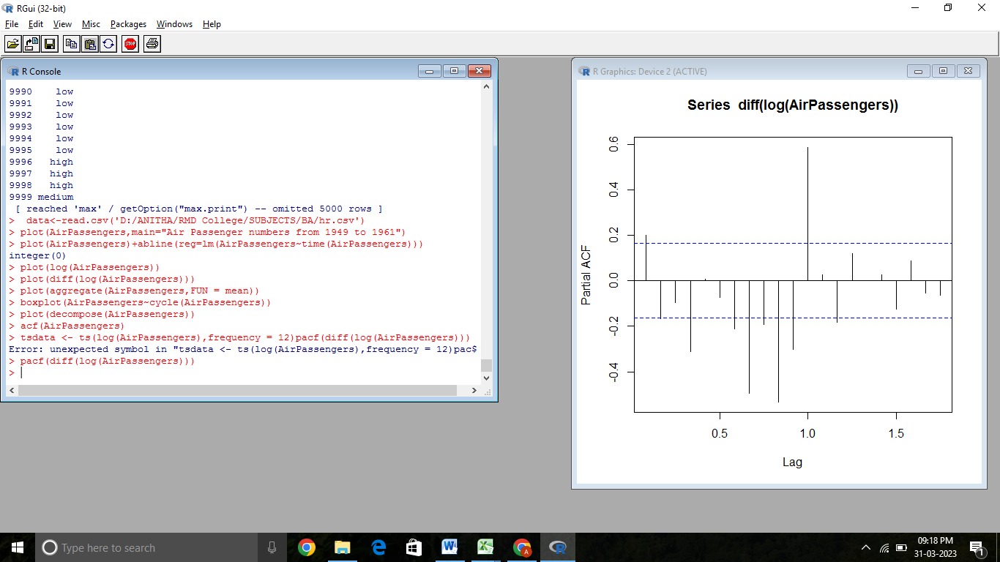 RGui (32-bit)
File Edit View Misc Packages Windows Help
STOP
R Console
9990 low
9991 low
9992 low
9993 low
9994 low
9995 low
9996 high
9997 high
9998 high
9999 medium
[ reached 'max' / getOption("max.print") -- omitted 5000 rows ]
> data<-read.csv('D:/ANITHA/RMD College/SUBJECTS/BA/hr.csv')
> plot(AirPassengers,main="Air Passenger numbers from 1949 to 1961")
> plot(AirPassengers)+abline(reg=lm(AirPassengers~time(AirPassengers)))
integer(0)
> plot(log(AirPassengers))
> plot(diff(log(AirPassengers)))
> plot(aggregate(AirPassengers,FUN = mean))
> boxplot(AirPassengers~cycle(AirPassengers))
> plot(decompose(AirPassengers))
> acf(AirPassengers)
> tsdata <- ts(log(AirPassengers),frequency = 12)pacf(diff(log(AirPassengers)))
Error: unexpected symbol in "tsdata <- ts(log(AirPassengers),frequency = 12)pac$
> pacf(diff(log(AirPassengers)))
>
R Graphics: Device 2 (ACTIVE)
Series diff(log(AirPassengers))
Partial ACF
0.6
0.4
0.2
0.0
-0.2
-0.4
0.5 1.0 1.5
Lag
Type here to search
A
09:18 PM
31-03-2023
1